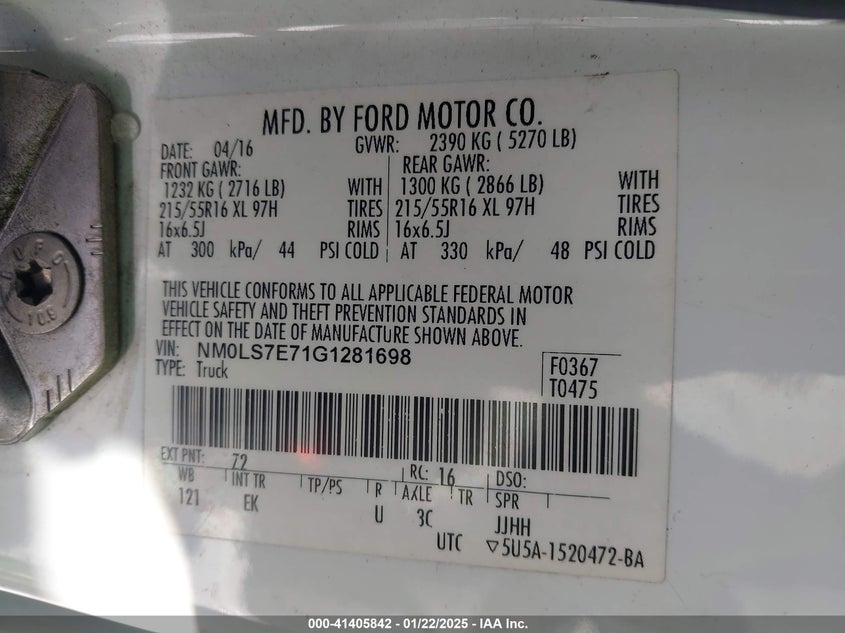 MFD. BY FORD MOTOR CO.
DATE: 04/16 GVWR: 2390 KG ( 5270 LB)
FRONT GAWR: REAR GAWR:
1232 KG ( 2716 LB) WITH 1300 KG ( 2866 LB) WITH
215/55R16 XL 97H TIRES 215/55R16 XL 97H TIRES
16x6.5J RIMS 16x6.5J RIMS
AT 300 kPa/ 44 PSI COLD AT 330 kPa/ 48 PSI COLD
THIS VEHICLE CONFORMS TO ALL APPLICABLE FEDERAL MOTOR
VEHICLE SAFETY AND THEFT PREVENTION STANDARDS IN
EFFECT ON THE DATE OF MANUFACTURE SHOWN ABOVE.
VIN: NM0LS7E71G1281698
TYPE: Truck
F0367
T0475
EXT PNT: 72 RC: 16 DSO:
WB INT TR TP/PS R AXLE TR SPR
121 EK U 3C JJHH
UTC ▽5U5A-1520472-BA
000-41405842 - 01/22/2025 - IAA Inc.